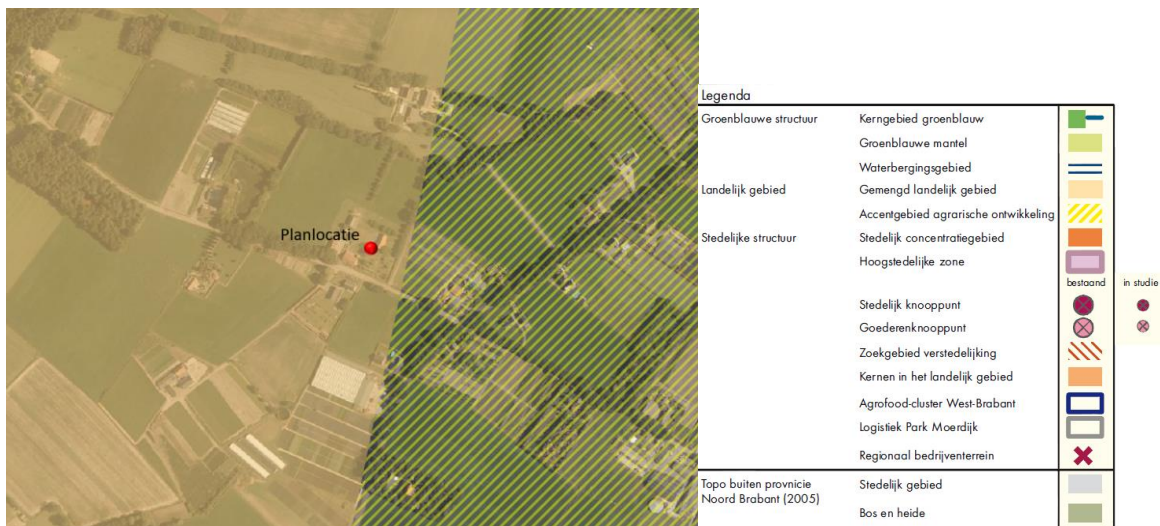 Planlocatie
Legenda
Groenblauwe structuur Kerngebied groenblauw
Groenblauwe mantel
Waterbergingsgebied
Landelijk gebied Gemengd landelijk gebied
Accentgebied agrarische ontwikkeling
Stedelijke structuur Stedelijk concentratiegebied
Hoogstedelijke zone
bestaand in studie
Stedelijk knooppunt
Goederenknooppunt
Zoekgebied verstedelijking
Kernen in het landelijk gebied
Agrofood-cluster West-Brabant
Logistiek Park Moerdijk
Regionaal bedrijventerrein
Topo buiten provnicie Stedelijk gebied
Noord Brabant (2005)
Bos en heide